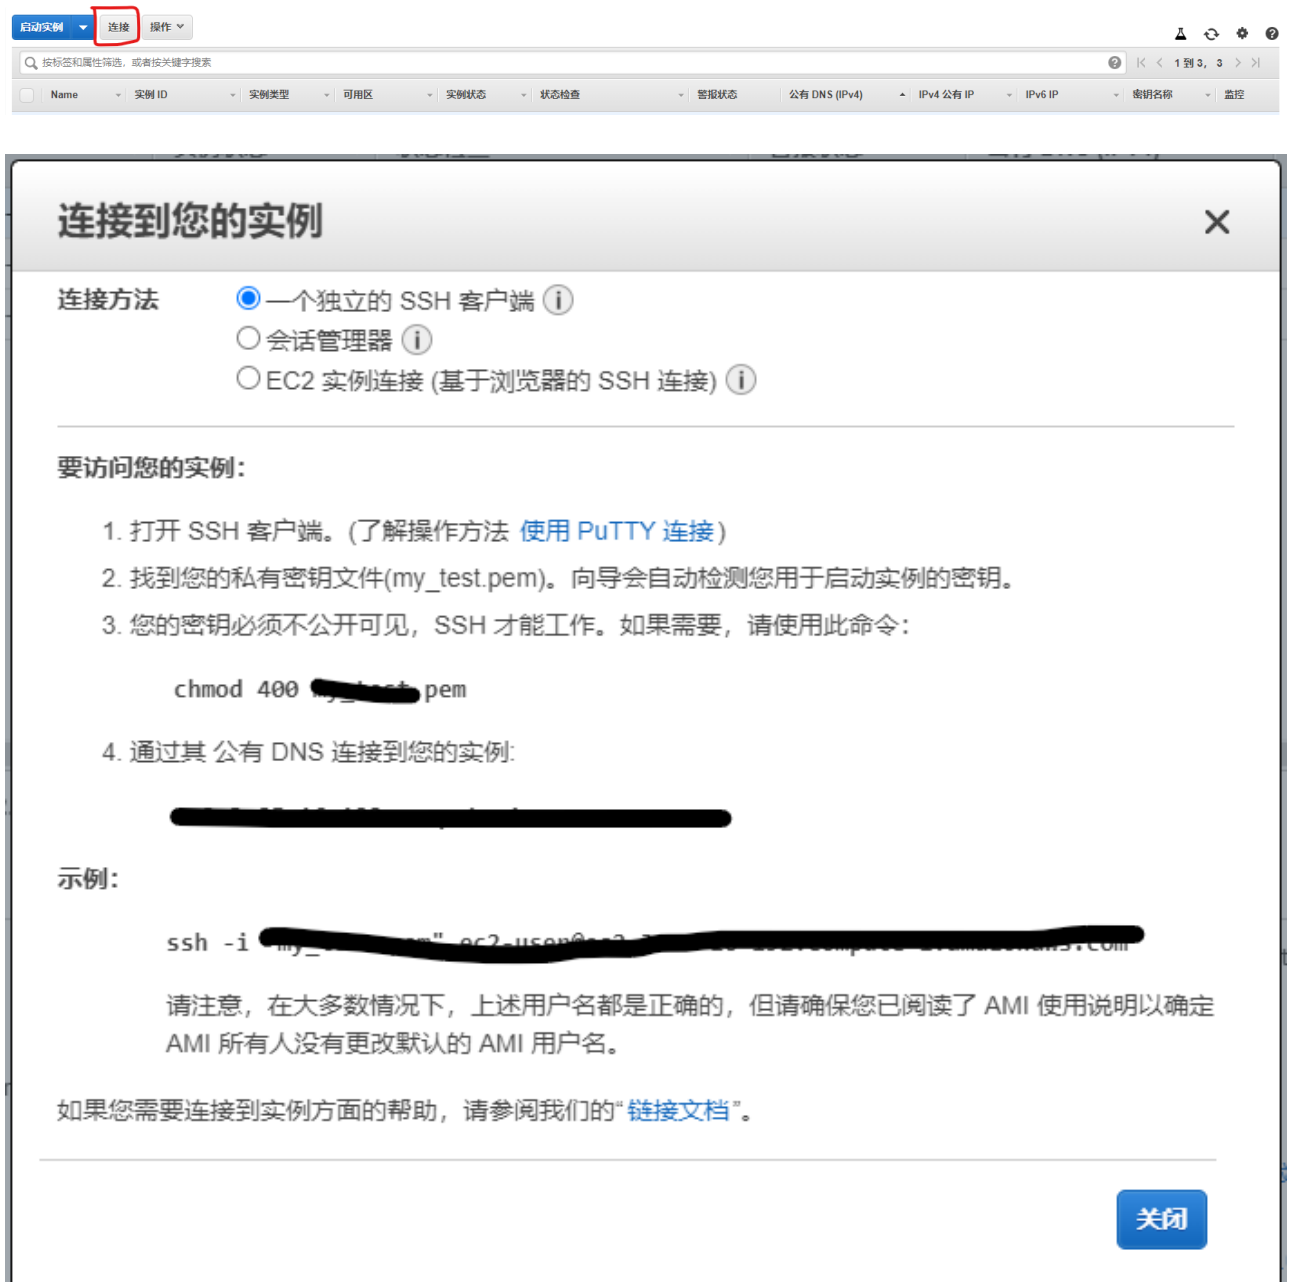 启动实例 连接 操作
按标签和属性筛选，或者按关键字搜索 1 到 3，3
Name 实例 ID 实例类型 可用区 实例状态 状态检查 警报状态 公有 DNS (IPv4) IPv4 公有 IP IPv6 IP 密钥名称 监控
连接到您的实例
连接方法 一个独立的 SSH 客户端
会话管理器
EC2 实例连接 (基于浏览器的 SSH 连接)
要访问您的实例：
1. 打开 SSH 客户端。(了解操作方法 使用 PuTTY 连接)
2. 找到您的私有密钥文件(my_test.pem)。向导会自动检测您用于启动实例的密钥。
3. 您的密钥必须不公开可见，SSH 才能工作。如果需要，请使用此命令：
chmod 400 pem
4. 通过其 公有 DNS 连接到您的实例:
示例：
ssh -i
请注意，在大多数情况下，上述用户名都是正确的，但请确保您已阅读了 AMI 使用说明以确定
AMI 所有人没有更改默认的 AMI 用户名。
如果您需要连接到实例方面的帮助，请参阅我们的“链接文档”。
关闭